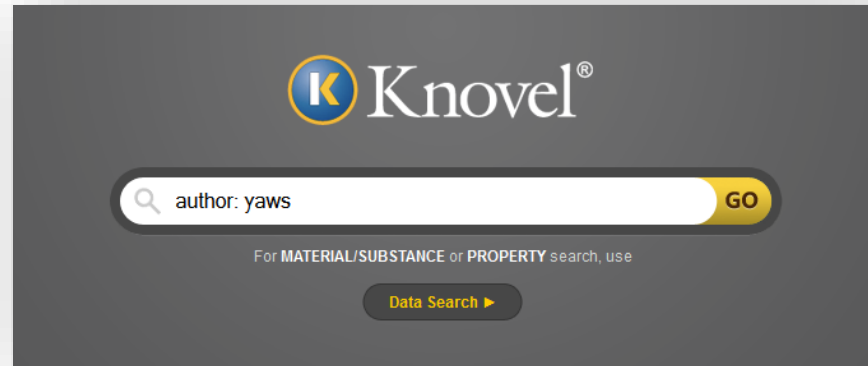 K Knovel®
author: yaws GO
For MATERIAL/SUBSTANCE or PROPERTY search, use
Data Search ►